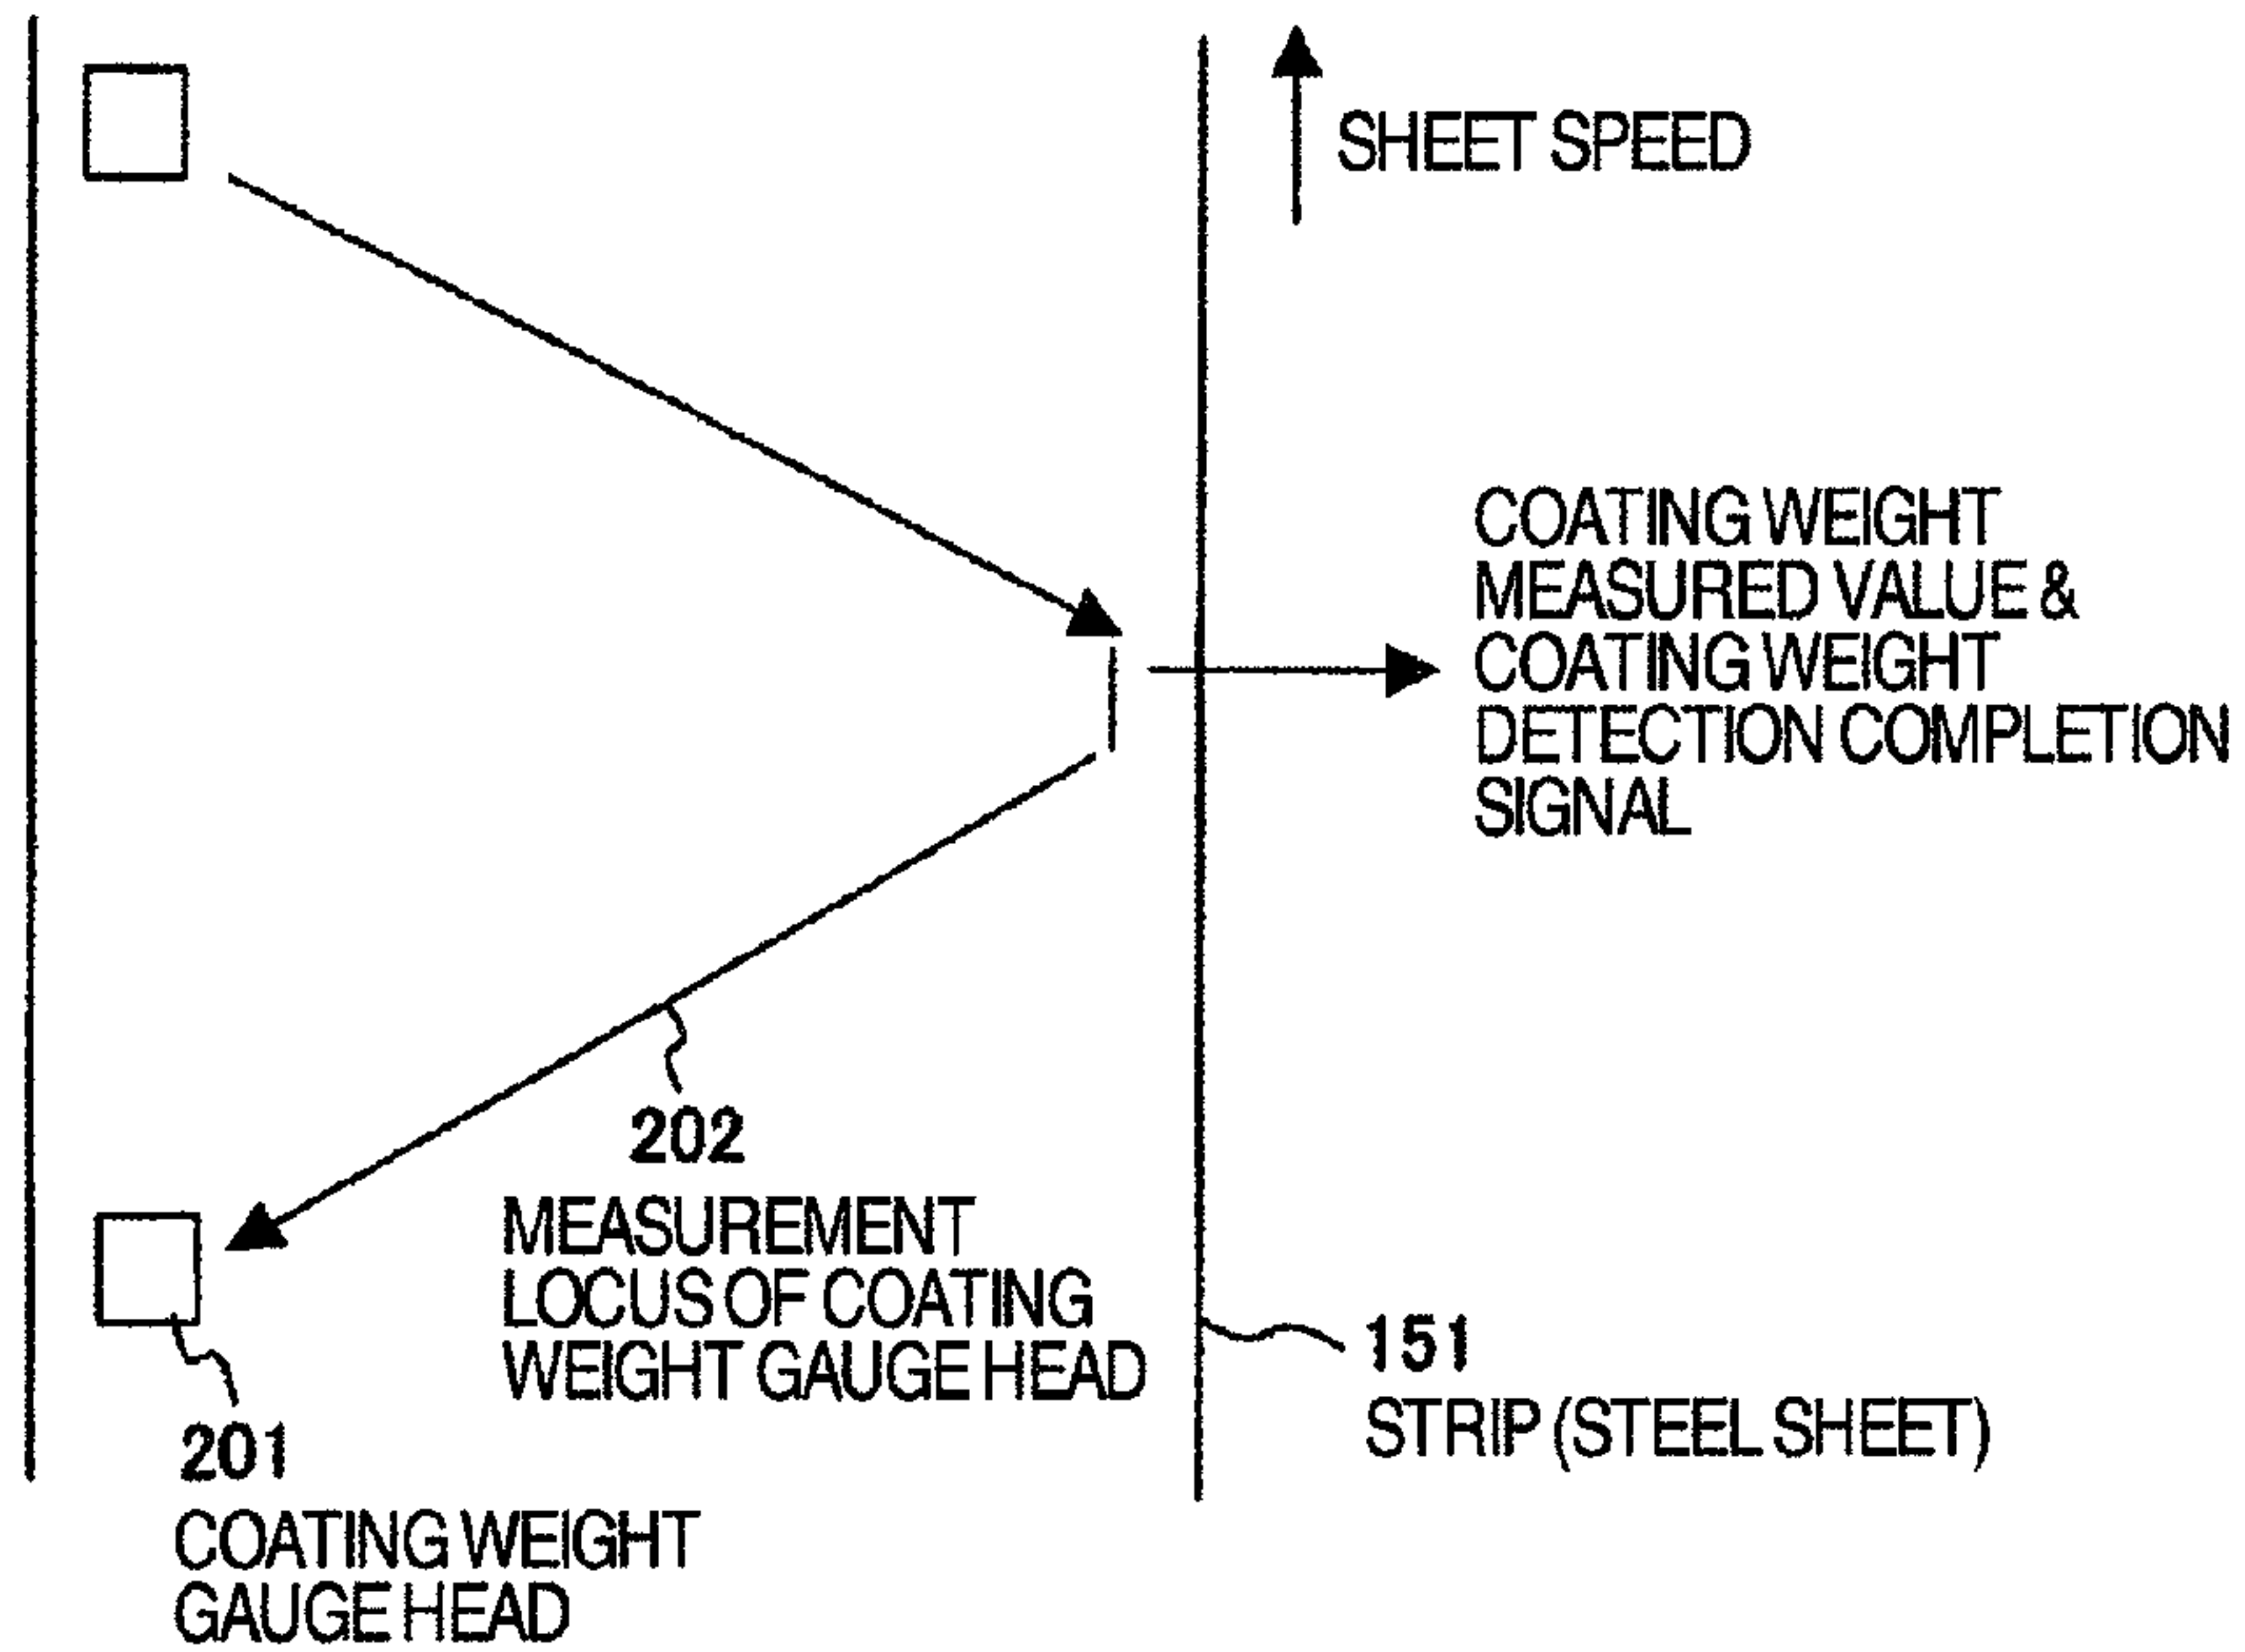 SHEET SPEED
COATING WEIGHT
MEASURED VALUE &
COATING WEIGHT
DETECTION COMPLETION
SIGNAL
202
MEASUREMENT
LOCUS OF COATING
WEIGHT GAUGE HEAD
151
STRIP (STEEL SHEET)
201
COATING WEIGHT
GAUGE HEAD